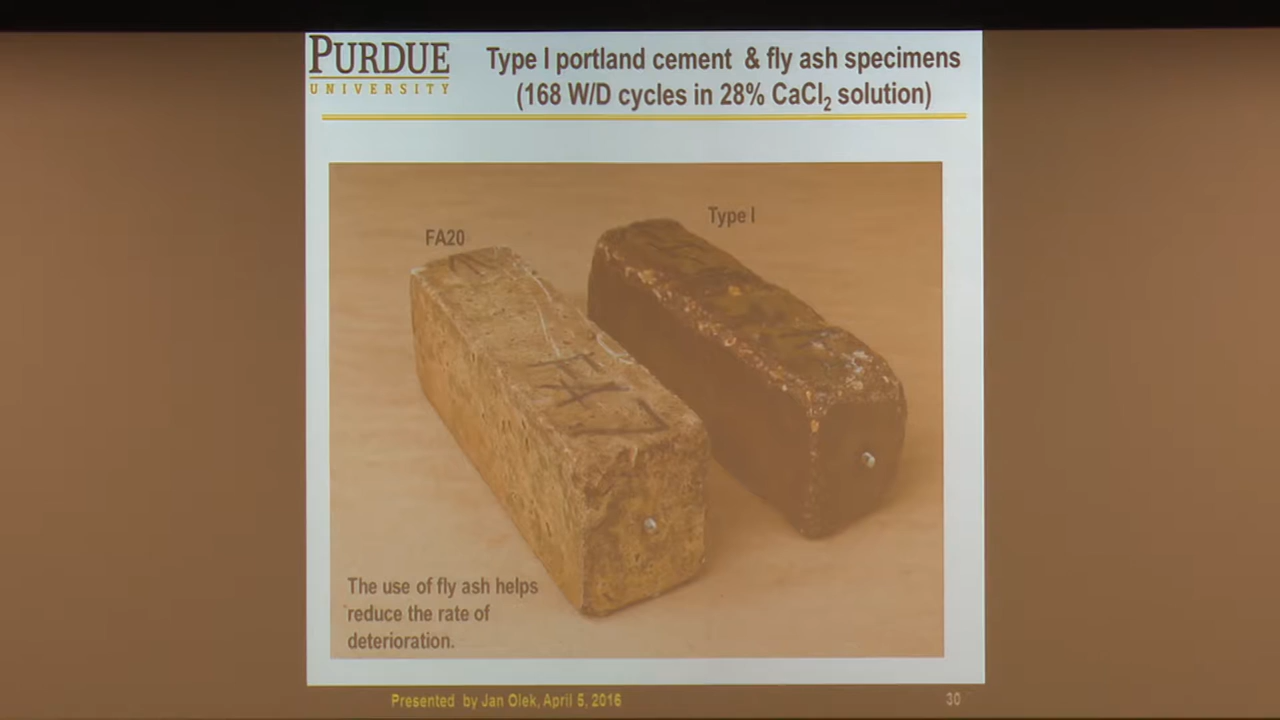 PURDUE
UNIVERSITY
Type I portland cement & fly ash specimens
(168 W/D cycles in 28% CaCl₂ solution)
Type I
FA20
The use of fly ash helps
reduce the rate of
deterioration.
Presented by Jan Olek, April 5, 2016
30